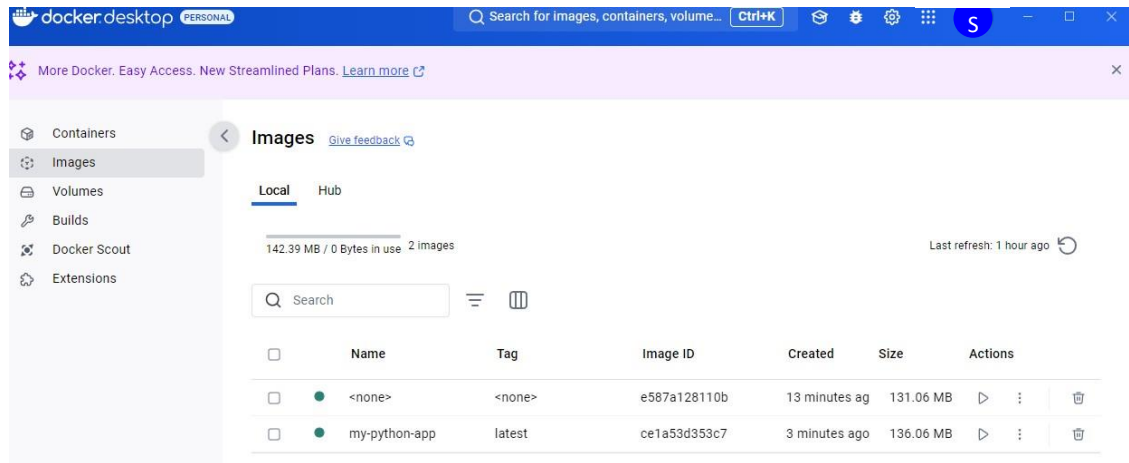 docker.desktop PERSONAL Search for images, containers, volume... Ctrl+K S
More Docker. Easy Access. New Streamlined Plans. Learn more
Containers
Images
Volumes
Builds
Docker Scout
Extensions
Images Give feedback
Local Hub
142.39 MB / 0 Bytes in use 2 images Last refresh: 1 hour ago
Search
Name Tag Image ID Created Size Actions
<none> <none> e587a128110b 13 minutes ag 131.06 MB
my-python-app latest ce1a53d353c7 3 minutes ago 136.06 MB